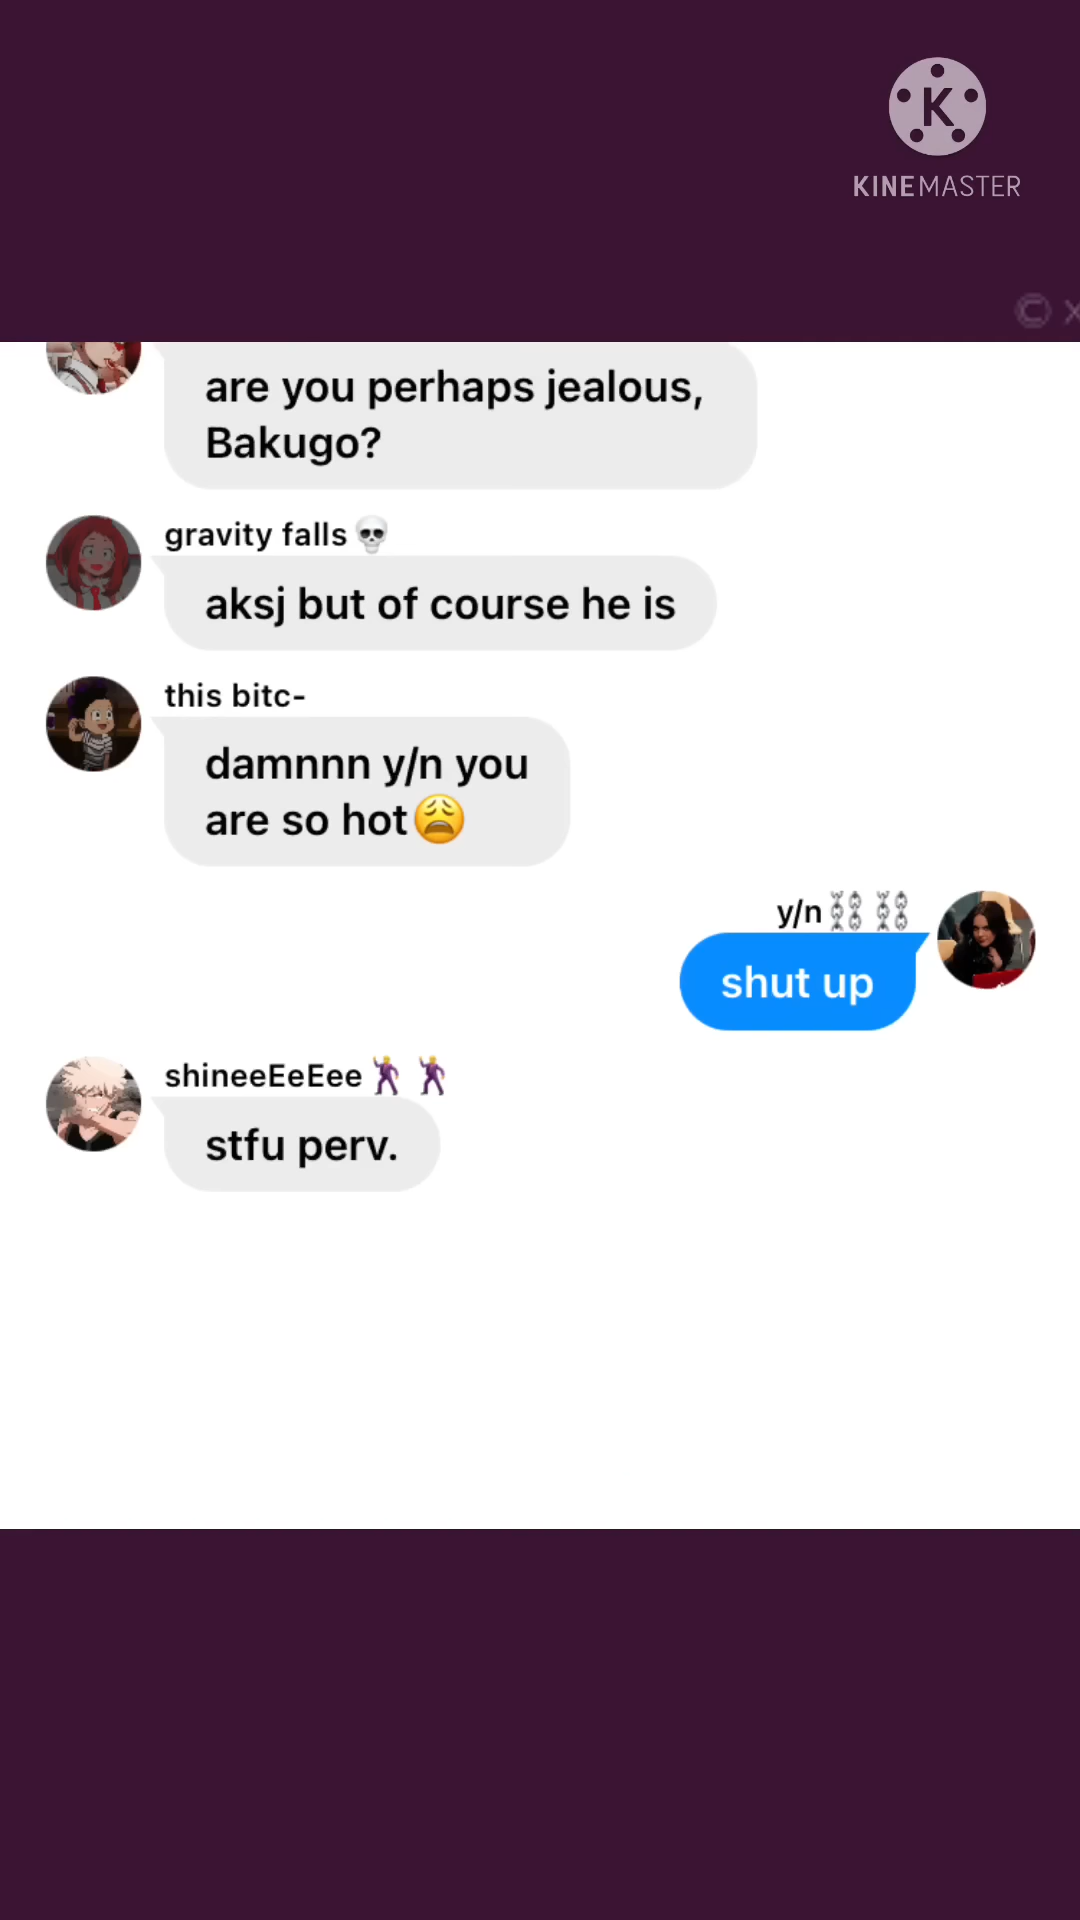 K
KINEMASTER
©
are you perhaps jealous,
Bakugo?
gravity falls💀
aksj but of course he is
this bitc-
damnnn y/n you
are so hot😩
y/n⛓️⛓️
shut up
shineeEeEee🕺🕺
stfu perv.